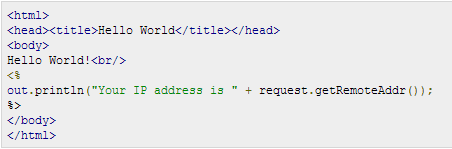 <html>
<head><title>Hello World</title></head>
<body>
Hello World!<br/>
<%
out.println("Your IP address is " + request.getRemoteAddr());
%>
</body>
</html>